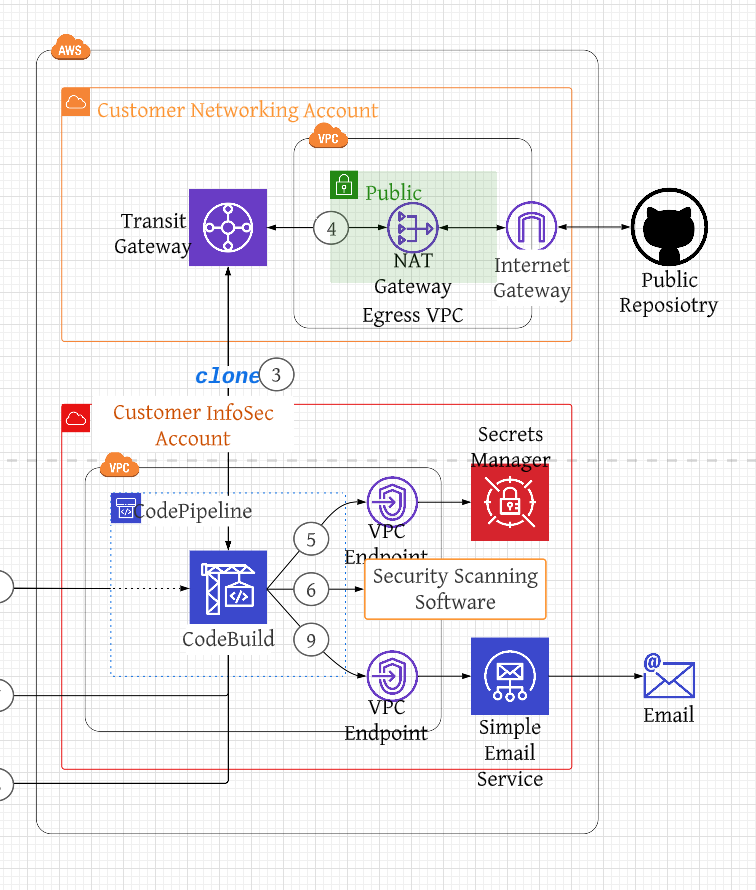 AWS
Customer Networking Account
VPC
Public
4
Transit
Gateway
NAT
Gateway
Internet
Gateway
Public
Reposiotry
Egress VPC
clone
3
Customer InfoSec
Account
Secrets
Manager
VPC
CodePipeline
5
VPC
Endpoint
6
Security Scanning
Software
CodeBuild
9
VPC
Endpoint
Simple
Email
Service
@
Email